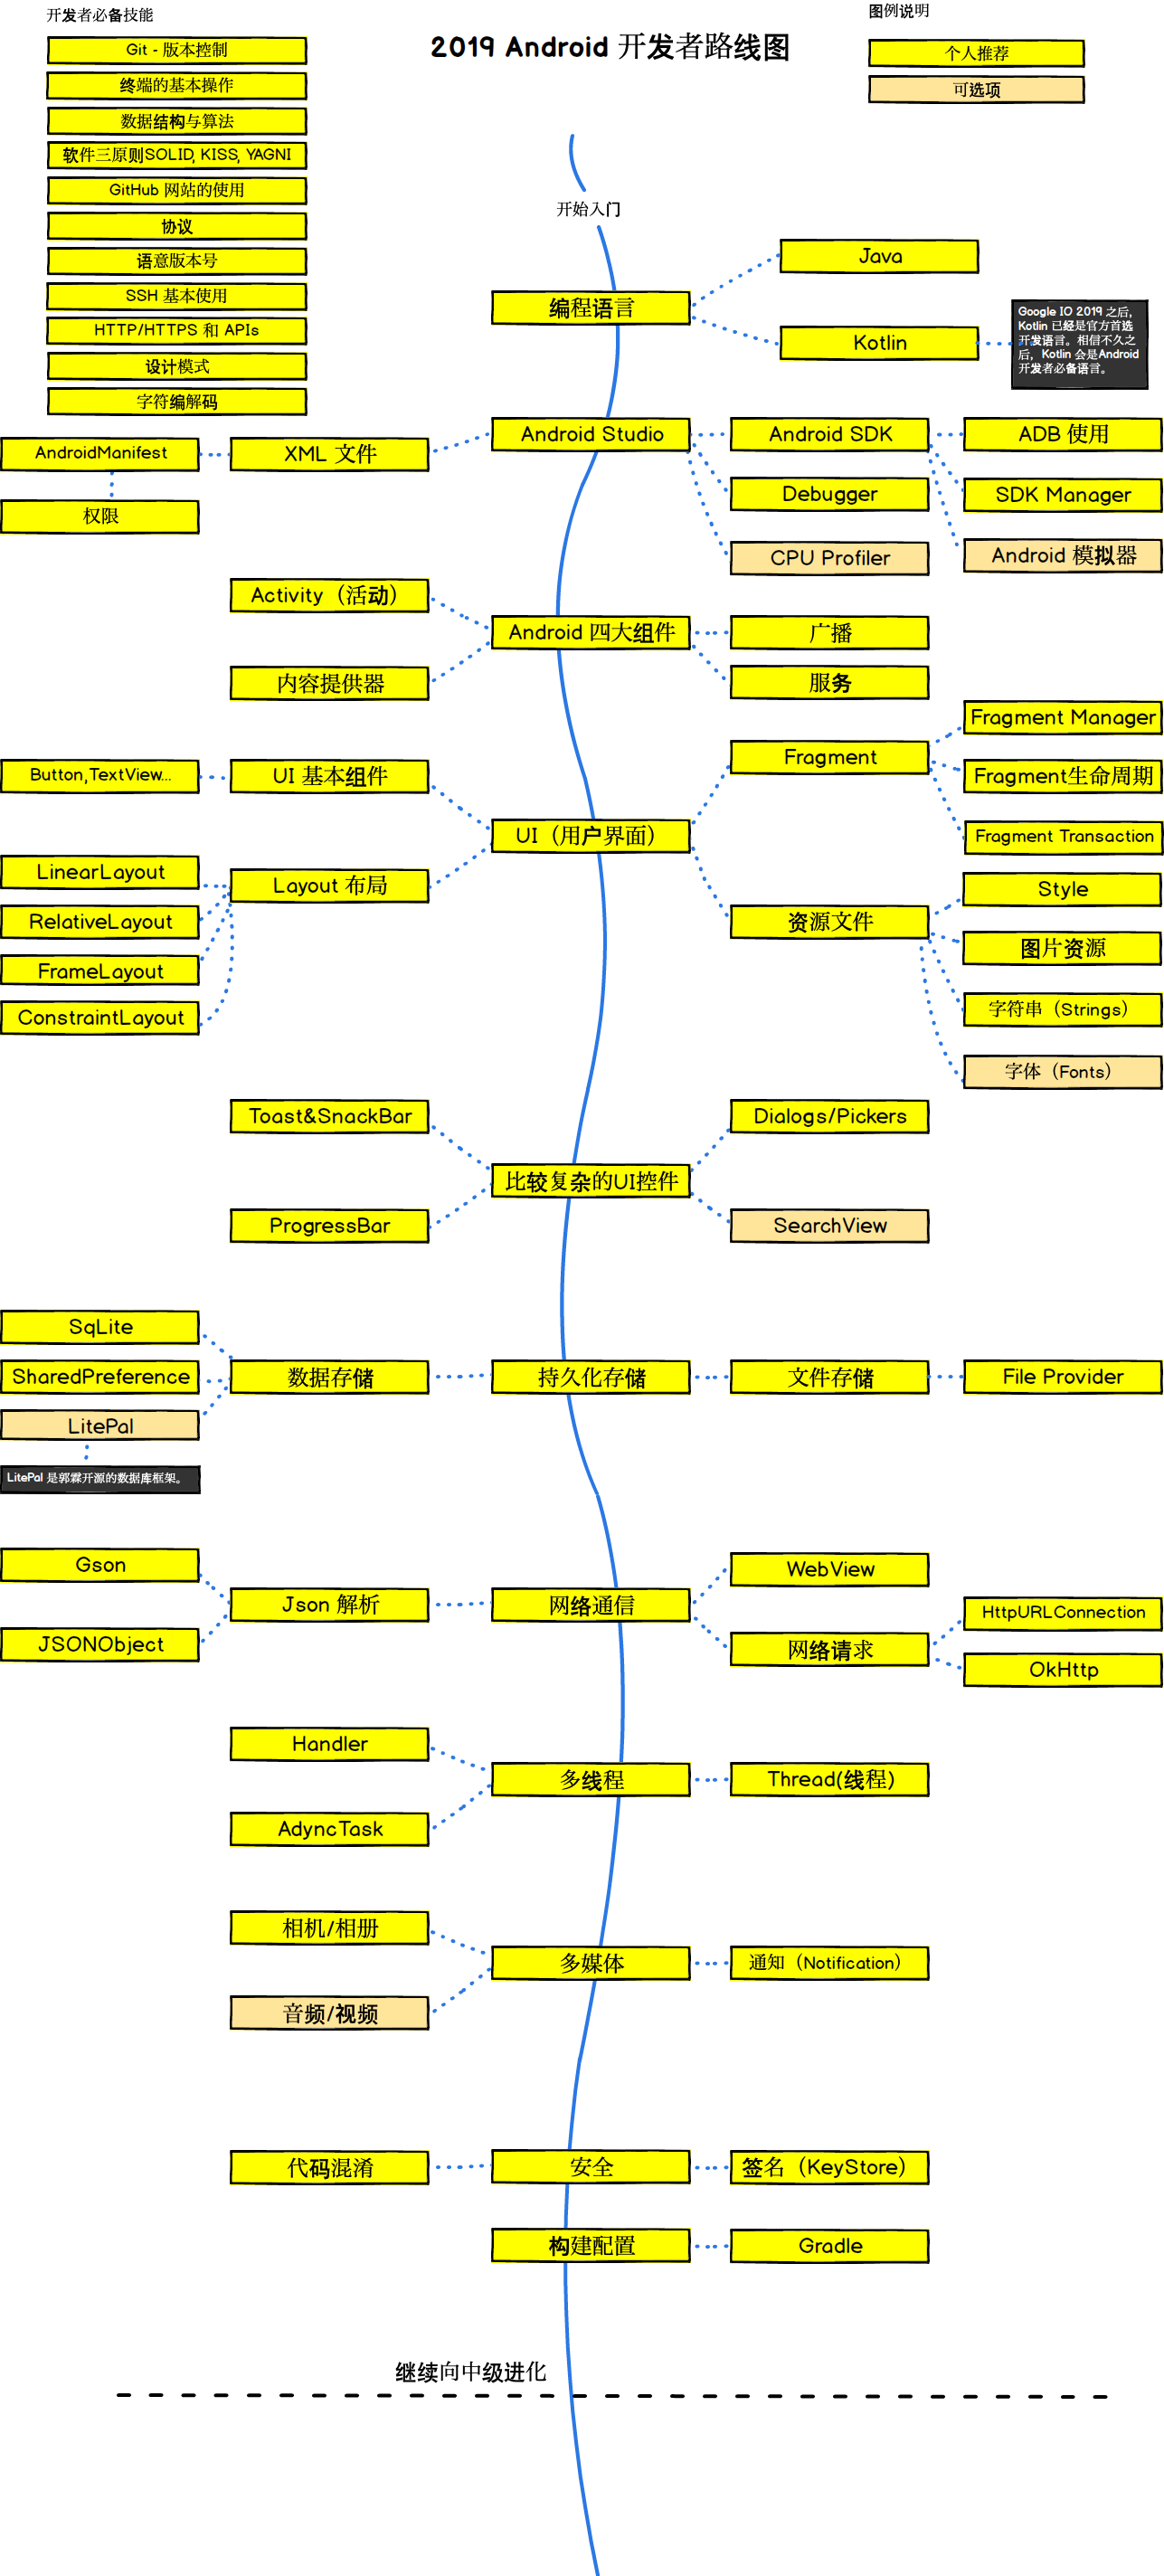 开发者必备技能
Git - 版本控制
终端的基本操作
数据结构与算法
软件三原则SOLID, KISS, YAGNI
GitHub 网站的使用
协议
语意版本号
SSH 基本使用
HTTP/HTTPS 和 APIs
设计模式
字符编解码
2019 Android 开发者路线图
图例说明
个人推荐
可选项
开始入门
编程语言
Java
Kotlin
Google IO 2019 之后,
Kotlin 已经是官方首选
开发语言。相信不久之
后，Kotlin 会是Android
开发者必备语言。
AndroidManifest
XML 文件
Android Studio
Android SDK
ADB 使用
权限
Debugger
SDK Manager
CPU Profiler
Android 模拟器
Activity（活动）
Android 四大组件
广播
内容提供器
服务
Fragment Manager
Fragment
Button,TextView...
UI 基本组件
Fragment生命周期
UI（用户界面）
Fragment Transaction
LinearLayout
Layout 布局
Style
RelativeLayout
资源文件
图片资源
FrameLayout
ConstraintLayout
字符串（Strings）
字体（Fonts）
Toast&SnackBar
Dialogs/Pickers
比较复杂的UI控件
ProgressBar
SearchView
SqLite
SharedPreference
数据存储
持久化存储
文件存储
File Provider
LitePal
LitePal 是郭霖开源的数据库框架。
Gson
WebView
Json 解析
网络通信
HttpURLConnection
JSONObject
网络请求
OkHttp
Handler
多线程
Thread(线程)
AdyncTask
相机/相册
多媒体
通知（Notification）
音频/视频
代码混淆
安全
签名（KeyStore）
构建配置
Gradle
继续向中级进化